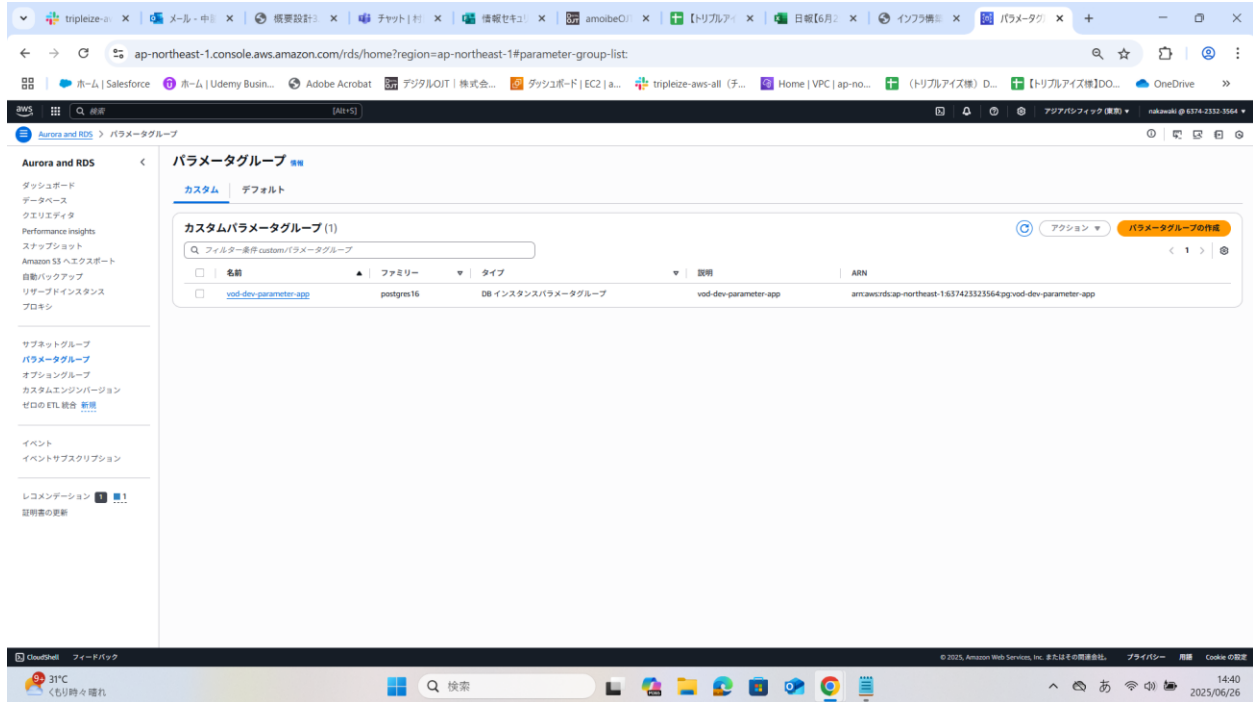 tripleize-a
メール - 中
概要設計
チャット | 村
情報セキュ
amoibeO
【トリプルア
日報【6月2
インフラ構
パラメータグ
ap-northeast-1.console.aws.amazon.com/rds/home?region=ap-northeast-1#parameter-group-list:
ホーム | Salesforce
ホーム | Udemy Busin...
Adobe Acrobat
デジタルOJT | 株式会...
ダッシュボード | EC2 | a...
tripleize-aws-all（チ...
Home | VPC | ap-no...
（トリプルアイズ様）D...
【トリプルアイズ様】DO...
OneDrive
aws
検索
[Alt+S]
アジアパシフィック (東京) ▼
nakawaki @ 6374-2332-3564 ▼
Aurora and RDS > パラメータグループ
Aurora and RDS
ダッシュボード
データベース
クエリエディタ
Performance insights
スナップショット
Amazon S3 へエクスポート
自動バックアップ
リザーブドインスタンス
プロキシ
サブネットグループ
パラメータグループ
オプショングループ
カスタムエンジンバージョン
ゼロの ETL 統合 新規
イベント
イベントサブスクリプション
レコメンデーション 1 1
証明書の更新
パラメータグループ 情報
カスタム
デフォルト
カスタムパラメータグループ (1)
アクション ▼
パラメータグループの作成
フィルター条件 customパラメータグループ
1
名前 ファミリー タイプ 説明 ARN
vod-dev-parameter-app postgres16 DB インスタンスパラメータグループ vod-dev-parameter-app arn:aws:rds:ap-northeast-1:637423323564:pg:vod-dev-parameter-app
CloudShell フィードバック
© 2025, Amazon Web Services, Inc. またはその関連会社。 プライバシー 用語 Cookie の設定
31°C
くもり時々晴れ
検索
あ
14:40
2025/06/26